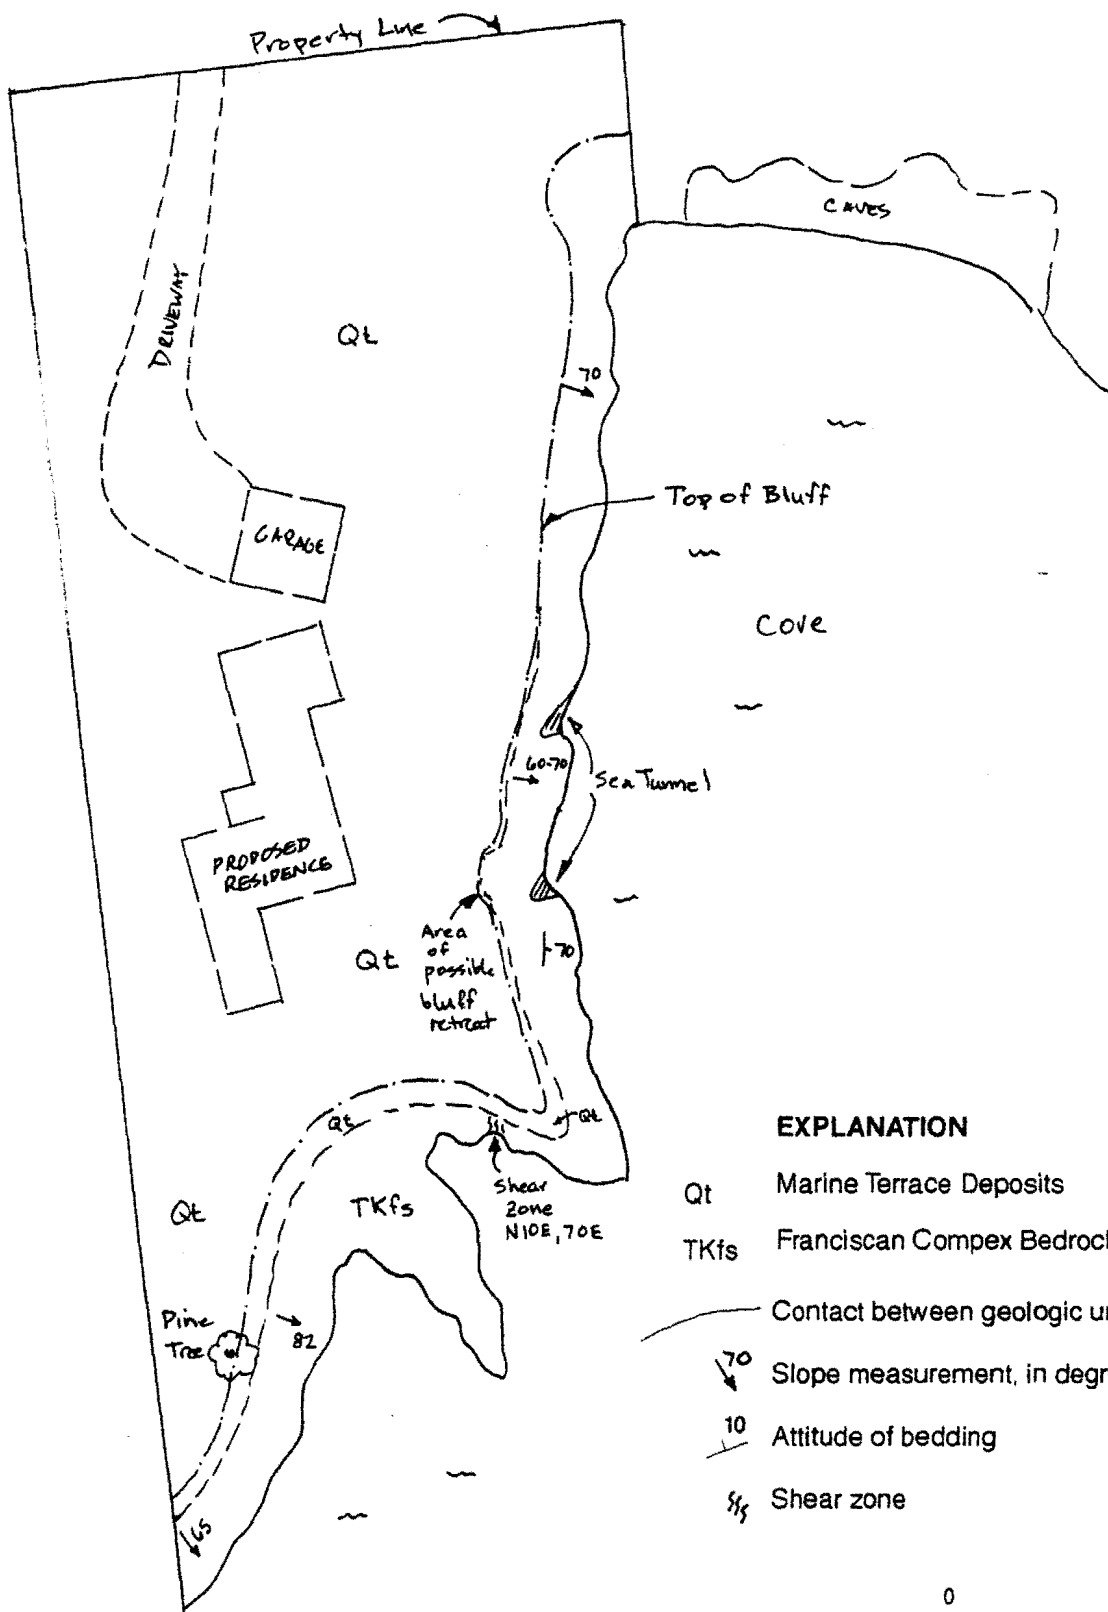 Property Line
CAVES
DRIVEWAY
Qt
70
Top of Bluff
GARAGE
Cove
60-70
Sea Tunnel
PROPOSED
RESIDENCE
Area
of
possible
bluff
retreat
Qt
70
Qt
Qt
Shear
Zone
N10E, 70E
TKfs
Qt
Pine
Tree
82
65
EXPLANATION
Qt Marine Terrace Deposits
TKfs Franciscan Compex
Contact between geologic
70 Slope measurement, in
10 Attitude of bedding
Shear zone
0